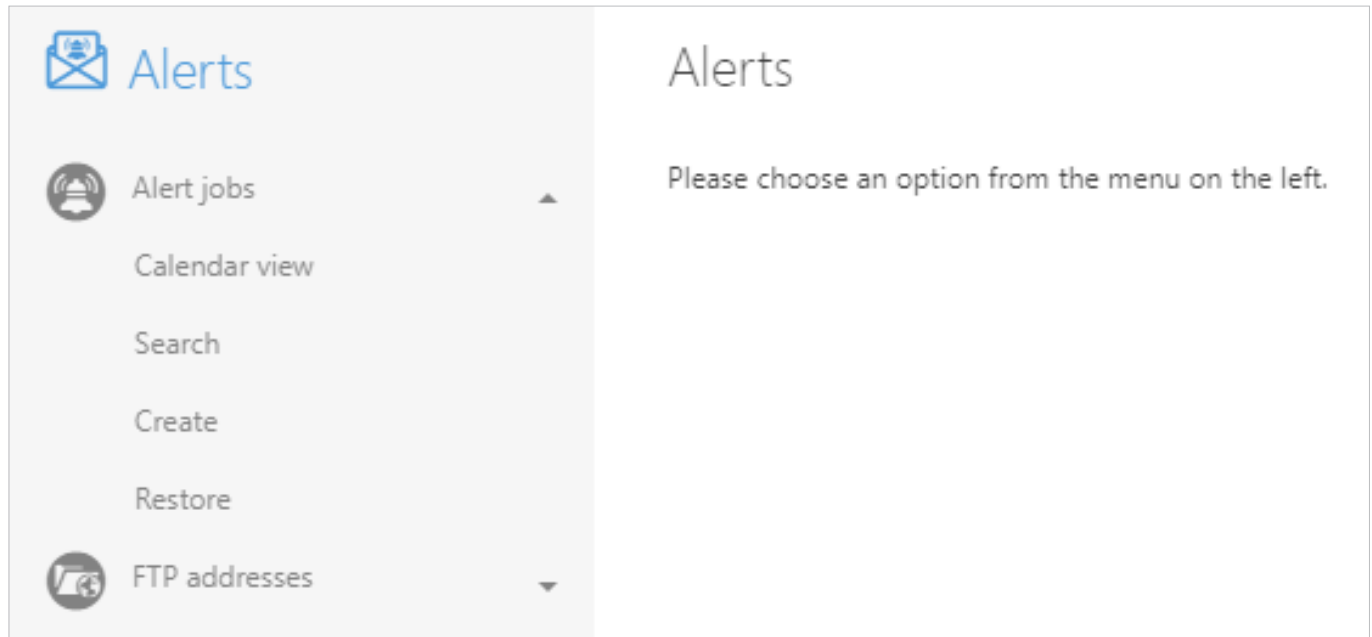 Alerts
Alert jobs
Calendar view
Search
Create
Restore
FTP addresses
Alerts
Please choose an option from the menu on the left.